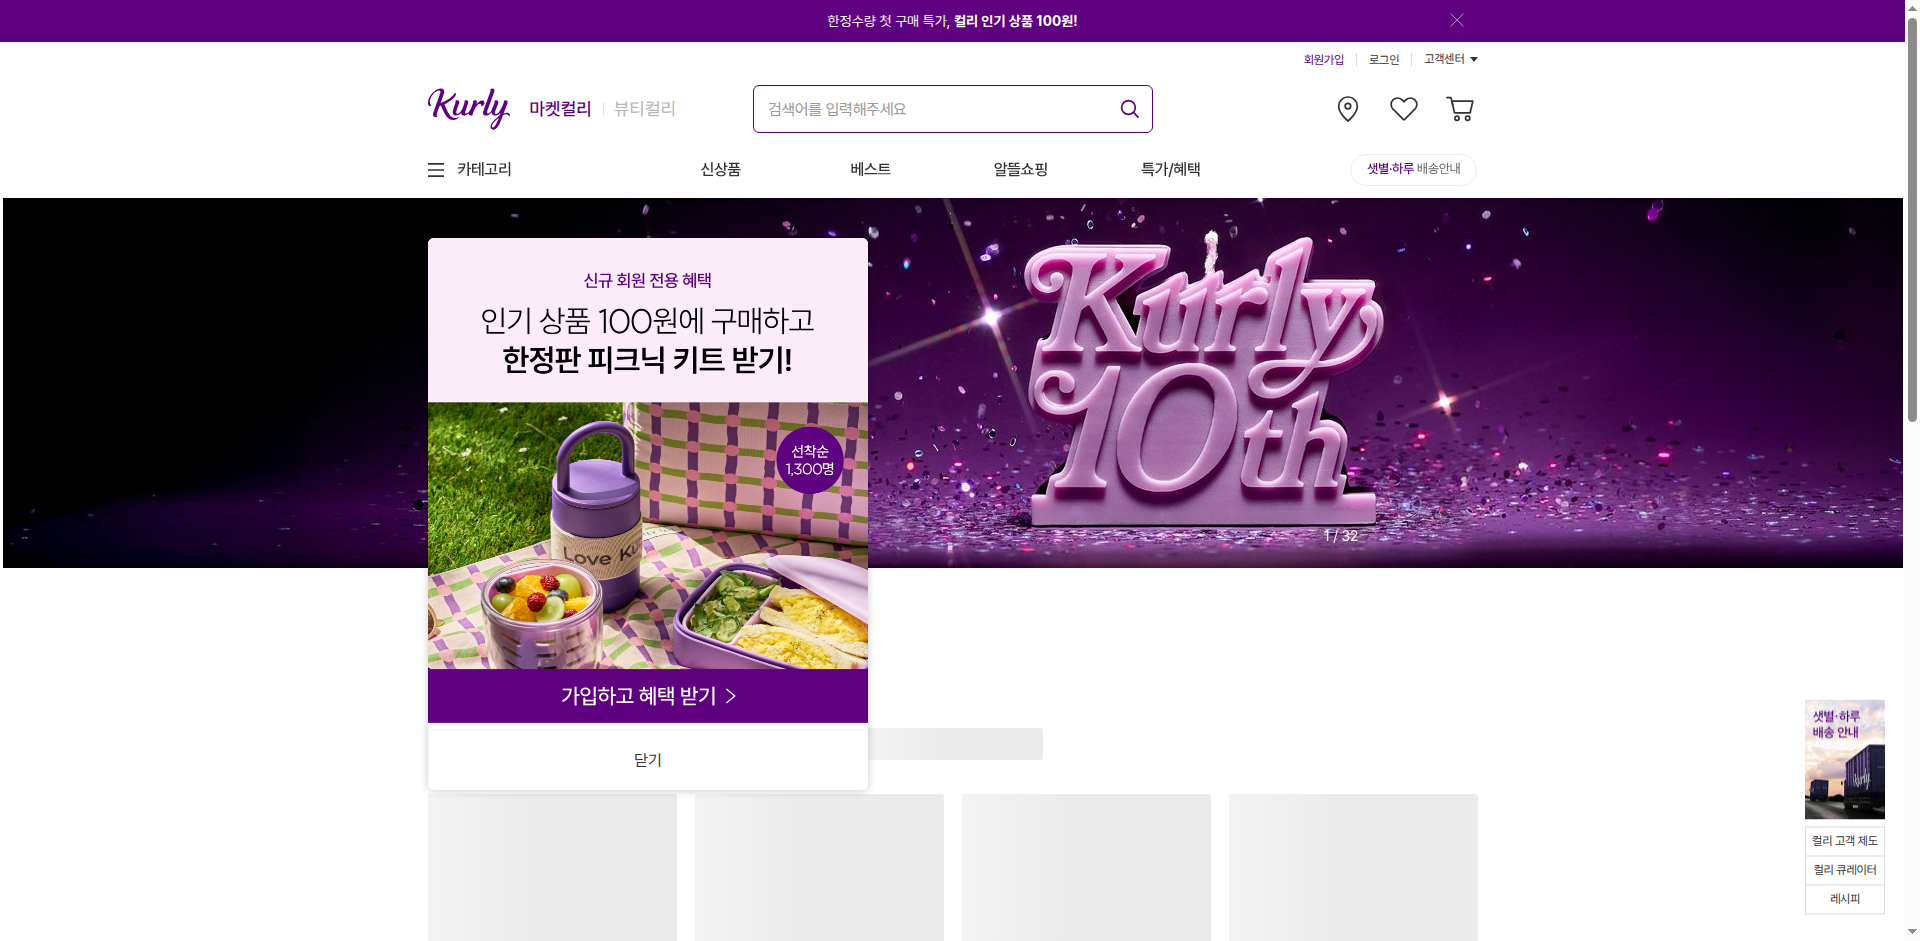 한정수량 첫 구매 특가, 컬리 인기 상품 100원!
회원가입
로그인
고객센터
Kurly
마켓컬리
뷰티컬리
검색어를 입력해주세요
카테고리
신상품
베스트
알뜰쇼핑
특가/혜택
샛별·하루 배송안내
신규 회원 전용 혜택
인기 상품 100원에 구매하고
한정판 피크닉 키트 받기!
선착순
1,300명
Love Ku
가입하고 혜택 받기
닫기
Kurly
10th
1 / 32
샛별·하루
배송 안내
Kurly
컬리 고객 제도
컬리 큐레이터
레시피